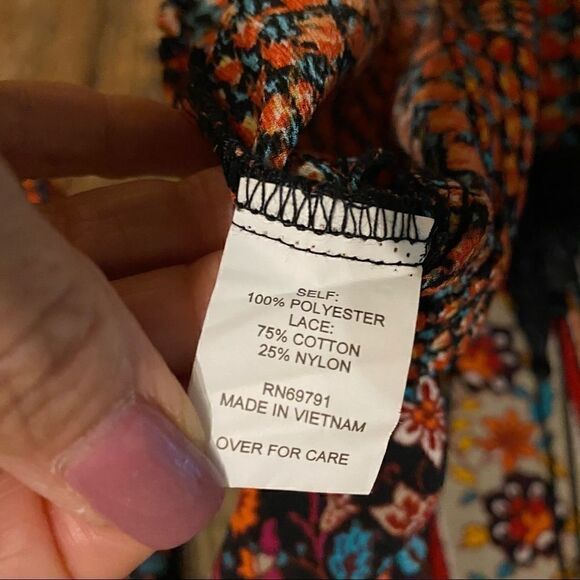 SELF:
100% POLYESTER
LACE:
75% COTTON
25% NYLON
RN69791
MADE IN VIETNAM
OVER FOR CARE